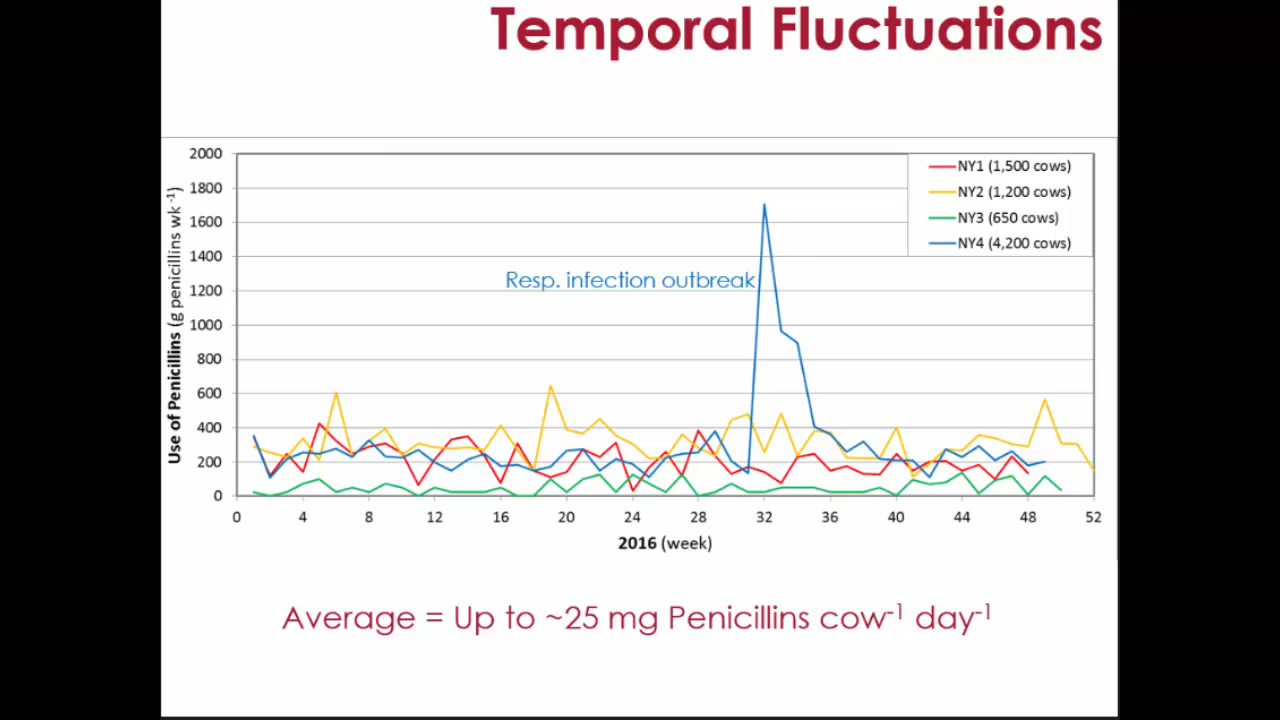 Temporal Fluctuations
Use of Penicillins (g penicillins wk⁻¹)
2000
1800
1600
1400
1200
1000
800
600
400
200
0
NY1 (1,500 cows)
NY2 (1,200 cows)
NY3 (650 cows)
NY4 (4,200 cows)
Resp. infection outbreak
0 4 8 12 16 20 24 28 32 36 40 44 48 52
2016 (week)
Average = Up to ~25 mg Penicillins cow⁻¹ day⁻¹